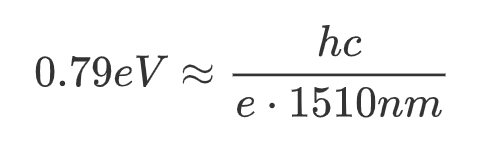 0.79eV ≈ hc / (e · 1510nm)